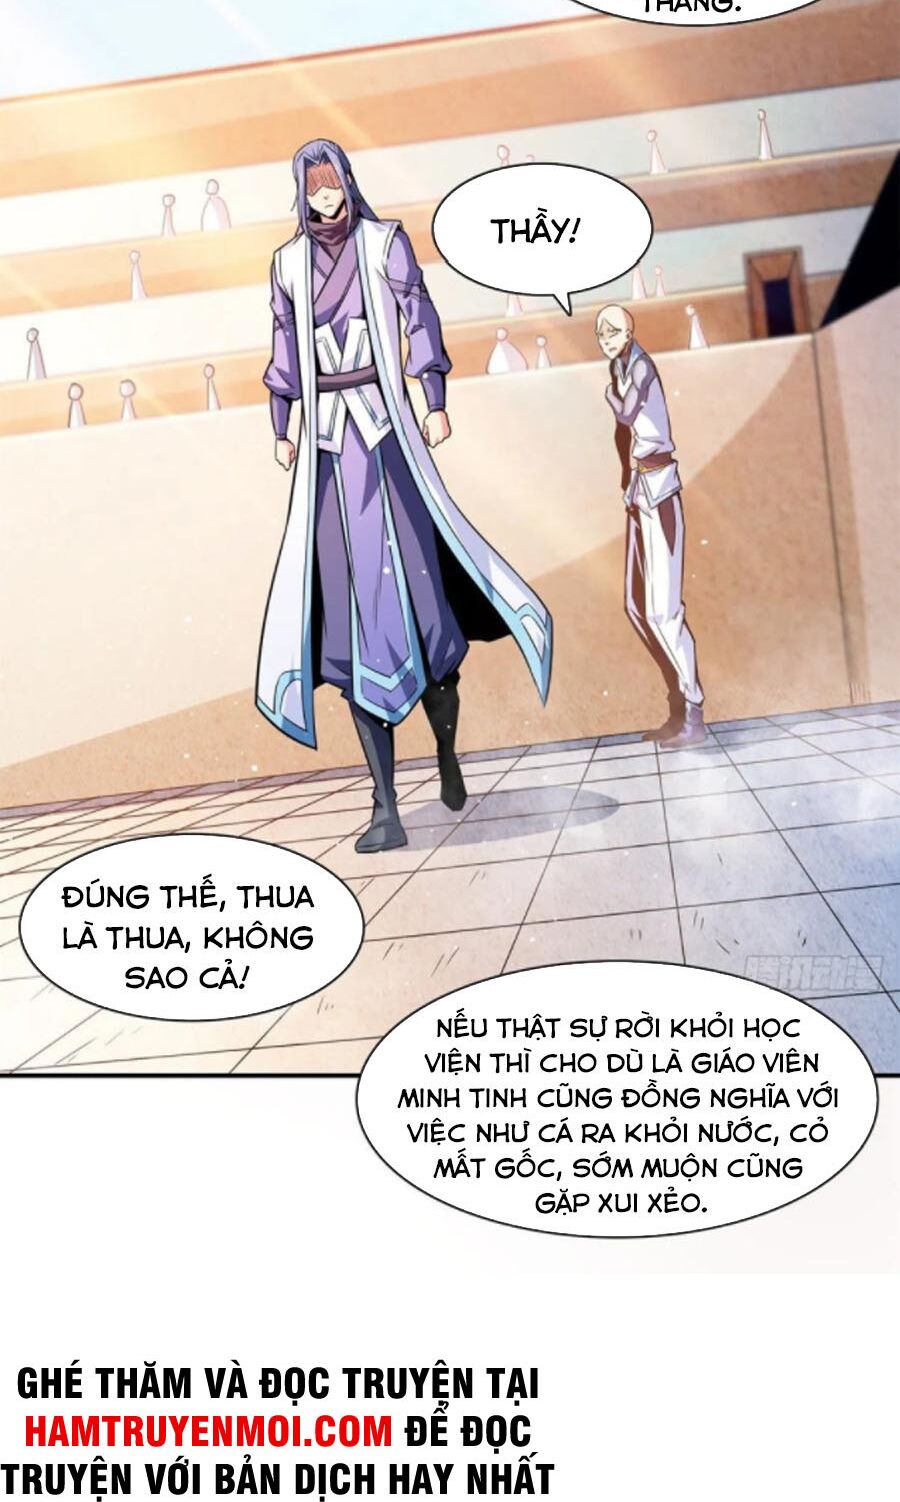 THẮNG.
THẦY!
ĐÚNG THẾ, THUA
LÀ THUA, KHÔNG
SAO CẢ!
NẾU THẬT SỰ RỜI KHỎI HỌC
VIỆN THÌ CHO DÙ LÀ GIÁO VIÊN
MINH TINH CŨNG ĐỒNG NGHĨA VỚI
VIỆC NHƯ CÁ RA KHỎI NƯỚC, CỎ
MẤT GỐC, SỚM MUỘN CŨNG
GẶP XUI XẺO.
GHÉ THĂM VÀ ĐỌC TRUYỆN TẠI
HAMTRUYENMOI.COM ĐỂ ĐỌC
TRUYỆN VỚI BẢN DỊCH HAY NHẤT